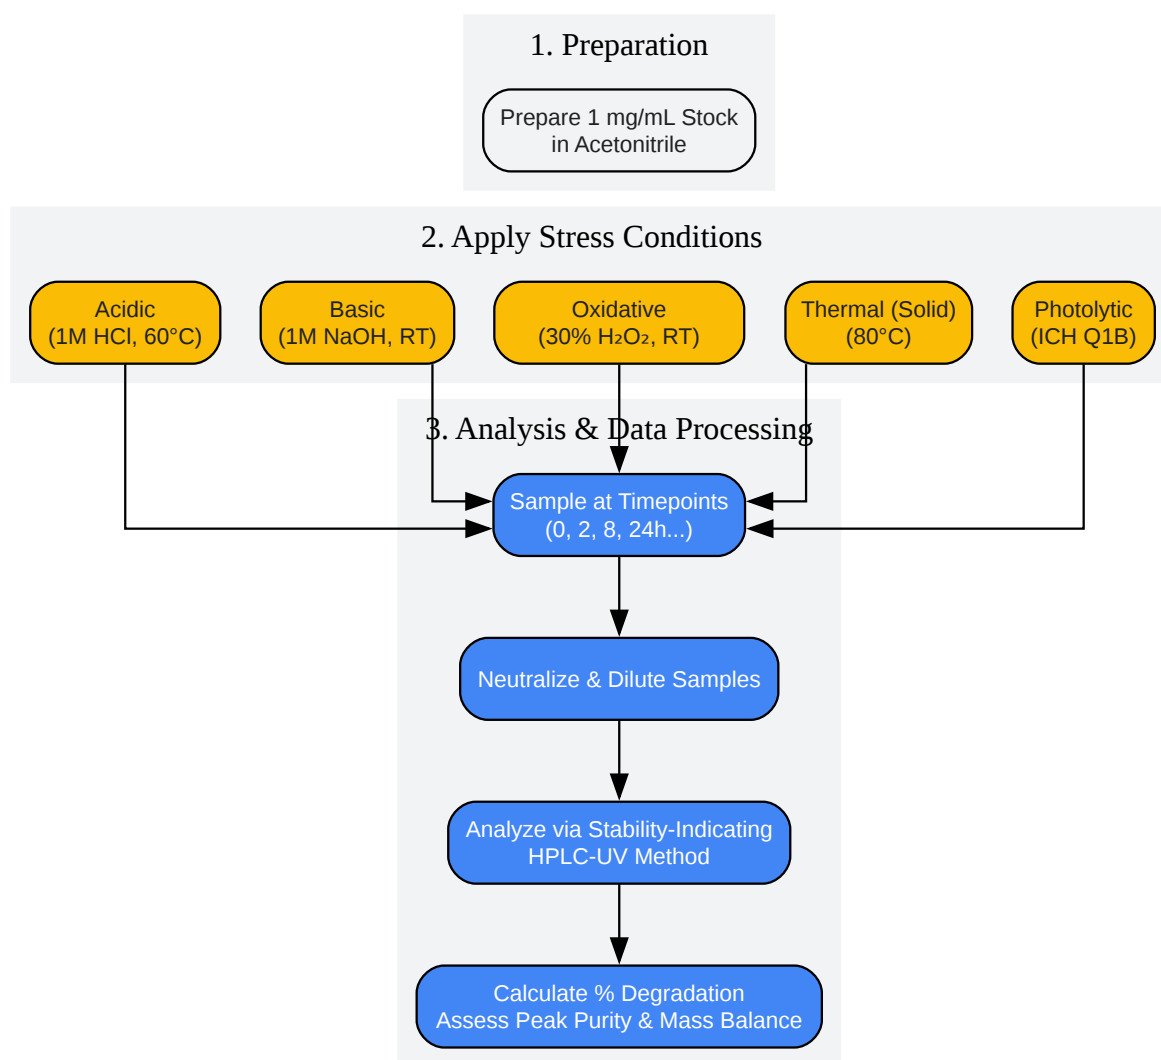 1. Preparation
Prepare 1 mg/mL Stock
in Acetonitrile
2. Apply Stress Conditions
Acidic
(1M HCl, 60°C)
Basic
(1M NaOH, RT)
Oxidative
(30% H₂O₂, RT)
Thermal (Solid)
(80°C)
Photolytic
(ICH Q1B)
3. Analysis & Data Processing
Sample at Timepoints
(0, 2, 8, 24h...)
Neutralize & Dilute Samples
Analyze via Stability-Indicating
HPLC-UV Method
Calculate % Degradation
Assess Peak Purity & Mass Balance